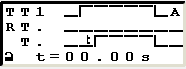 TT1 A
RT.
T. t
t=00.00s